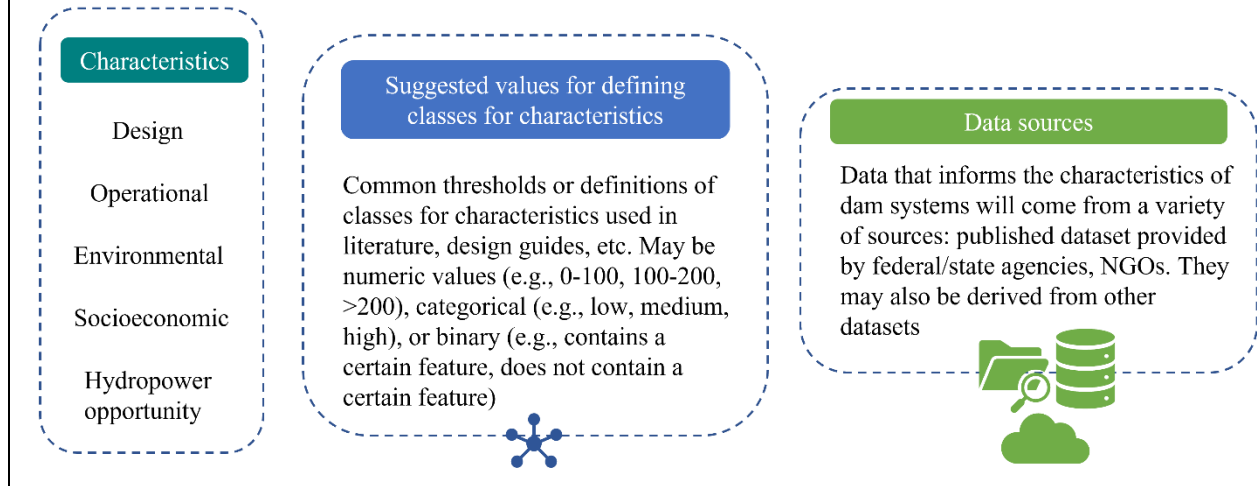 Characteristics
Design
Operational
Environmental
Socioeconomic
Hydropower
opportunity
Suggested values for defining
classes for characteristics
Common thresholds or definitions of
classes for characteristics used in
literature, design guides, etc. May be
numeric values (e.g., 0-100, 100-200,
>200), categorical (e.g., low, medium,
high), or binary (e.g., contains a
certain feature, does not contain a
certain feature)
Data sources
Data that informs the characteristics of
dam systems will come from a variety
of sources: published dataset provided
by federal/state agencies, NGOs. They
may also be derived from other
datasets